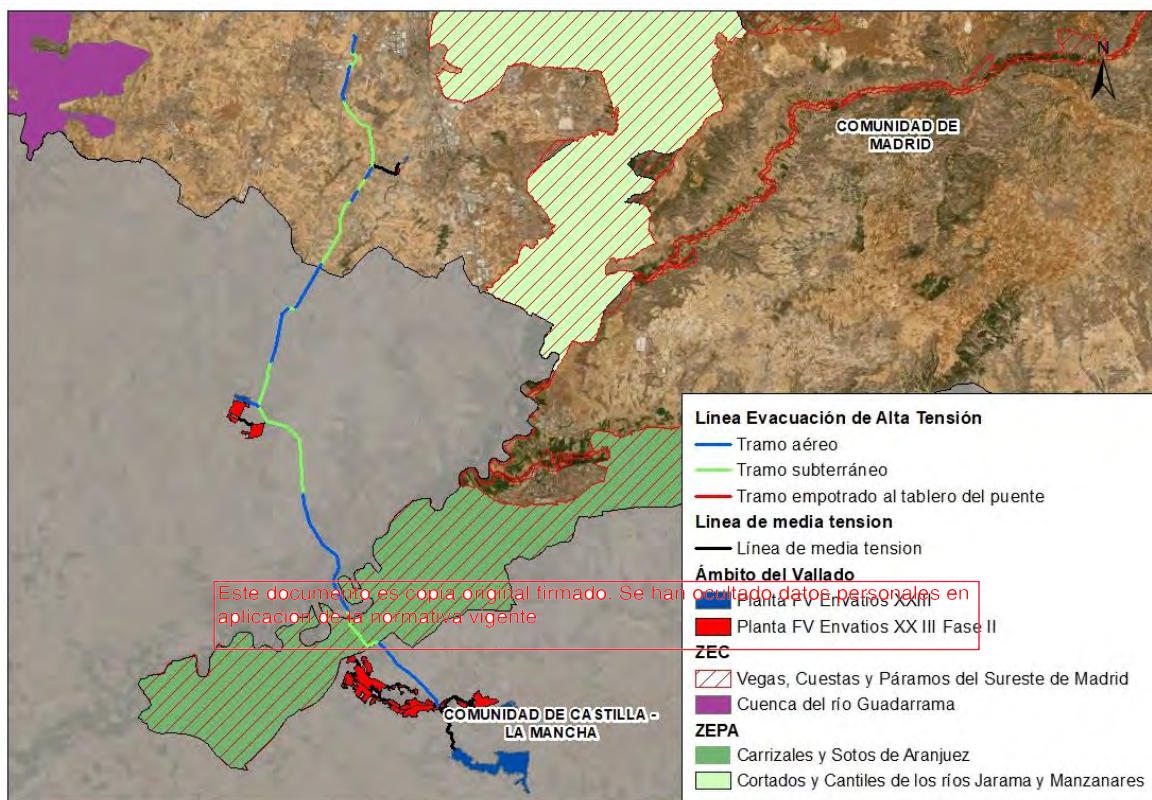 N
COMUNIDAD DE
MADRID
Línea Evacuación de Alta Tensión
Tramo aéreo
Tramo subterráneo
Tramo empotrado al tablero del puente
Linea de media tension
Línea de media tension
Ámbito del Vallado
Planta FV Envatios XXIII
Planta FV Envatios XX III Fase II
ZEC
Vegas, Cuestas y Páramos del Sureste de Madrid
Cuenca del río Guadarrama
ZEPA
Carrizales y Sotos de Aranjuez
Cortados y Cantiles de los ríos Jarama y Manzanares
Este documento es copia original firmado. Se han ocultado datos personales en
aplicación de la normativa vigente
COMUNIDAD DE CASTILLA -
LA MANCHA